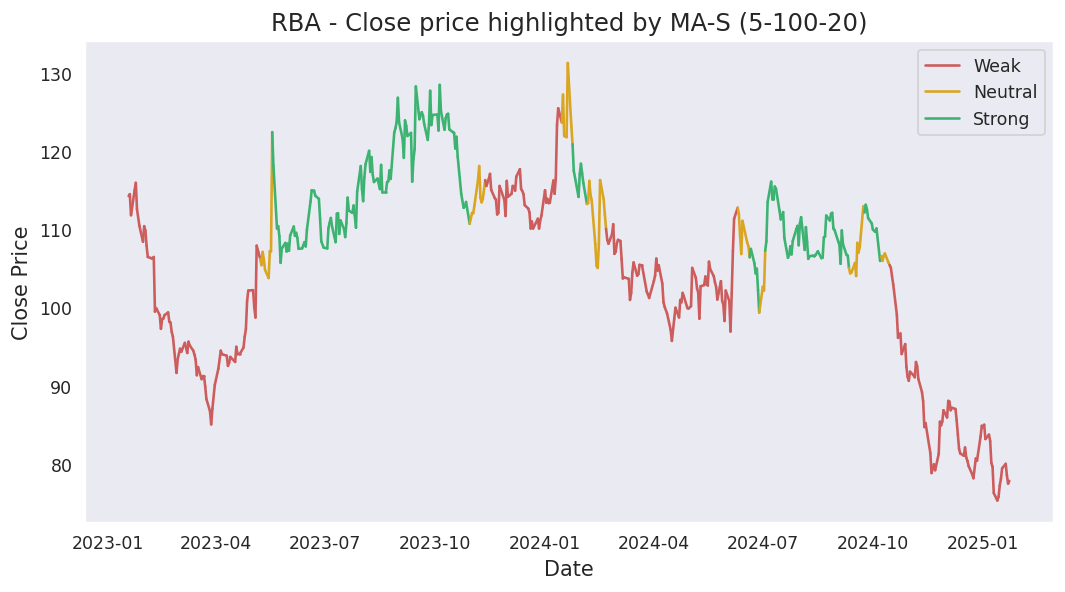 RBA - Close price highlighted by MA-S (5-100-20)
Weak
Neutral
Strong
Close Price
130
120
110
100
90
80
2023-01 2023-04 2023-07 2023-10 2024-01 2024-04 2024-07 2024-10 2025-01
Date